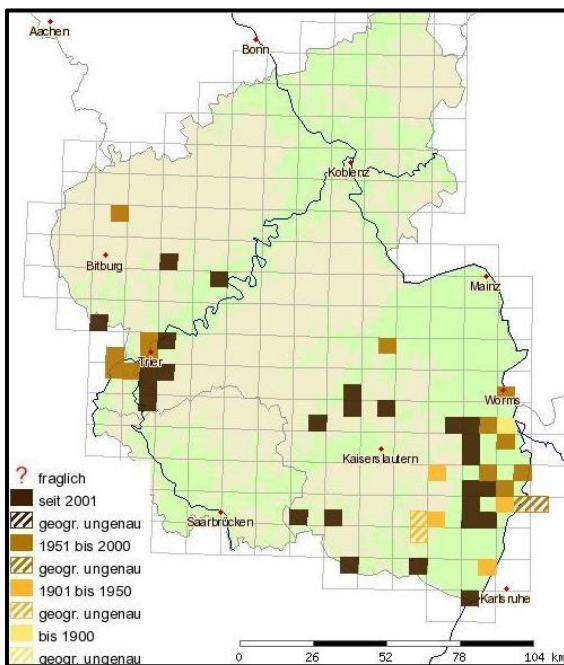 Aachen
Bonn
Koblenz
Bitburg
Mainz
Trier
Worms
Kaiserslautern
Saarbrücken
Karlsruhe
? fraglich
seit 2001
geogr. ungenau
1951 bis 2000
geogr. ungenau
1901 bis 1950
geogr. ungenau
bis 1900
geogr. ungenau
0 26 52 78 104 km